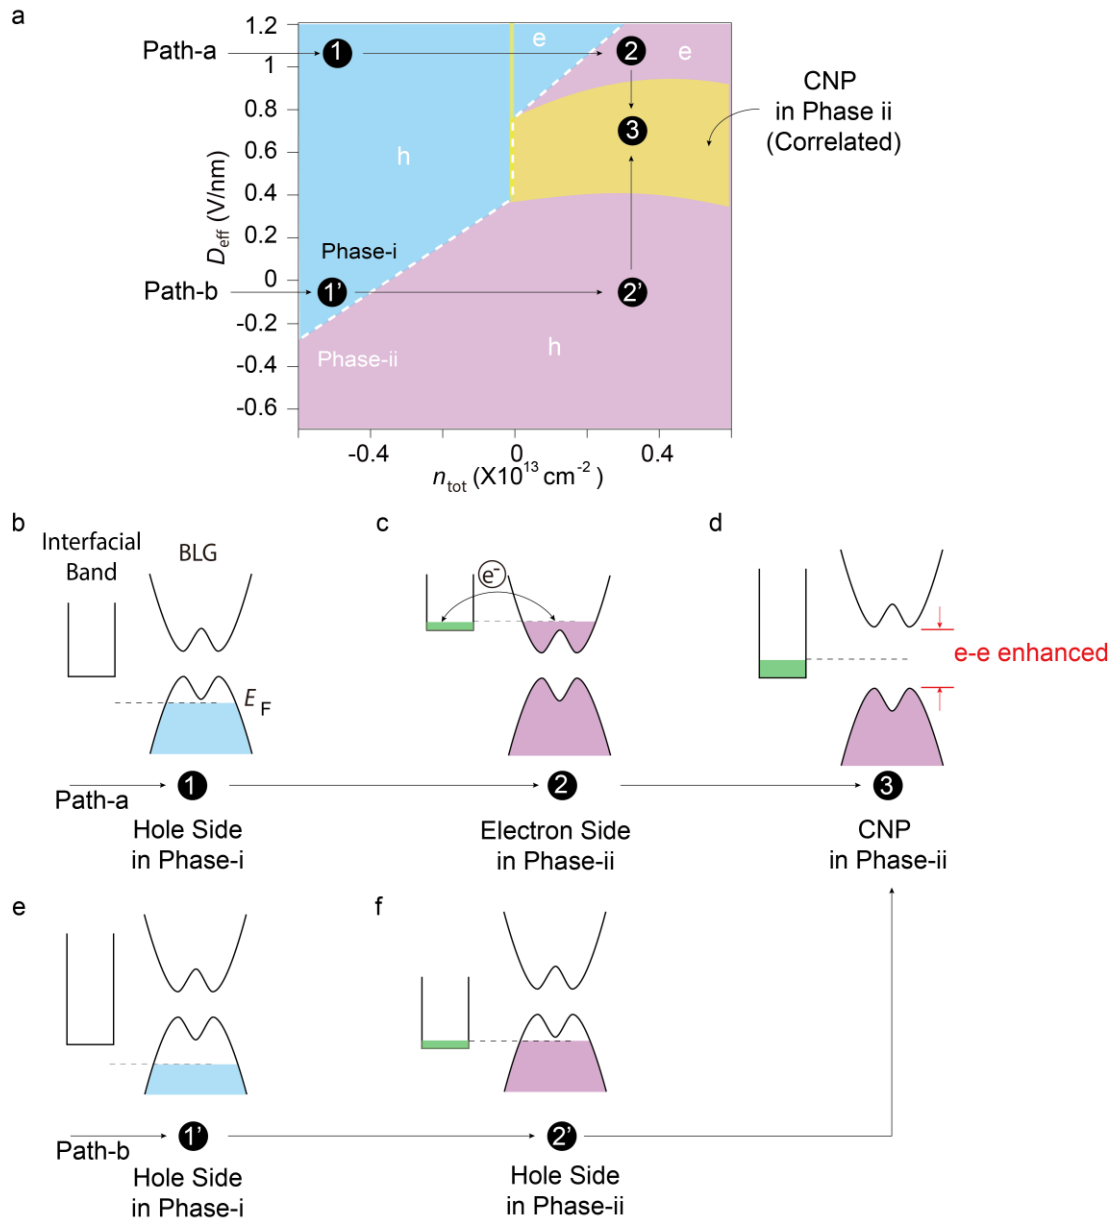 a
Path-a
Path-b
D_eff (V/nm)
1.2
1
0.8
0.6
0.4
0.2
0
-0.2
-0.4
-0.6
1
e
2
e
3
h
Phase-i
1'
2'
Phase-ii
h
CNP
in Phase ii
(Correlated)
-0.4
0
0.4
n_tot (X10^13 cm^-2)
b
Interfacial
Band
BLG
E_F
c
e^-
d
e-e enhanced
Path-a
1
2
3
Hole Side
in Phase-i
Electron Side
in Phase-ii
CNP
in Phase-ii
e
f
Path-b
1'
2'
Hole Side
in Phase-i
Hole Side
in Phase-ii